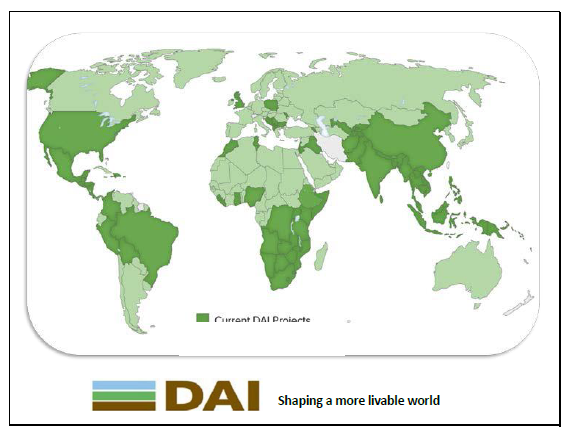 Current DAI Projects
DAI
Shaping a more livable world